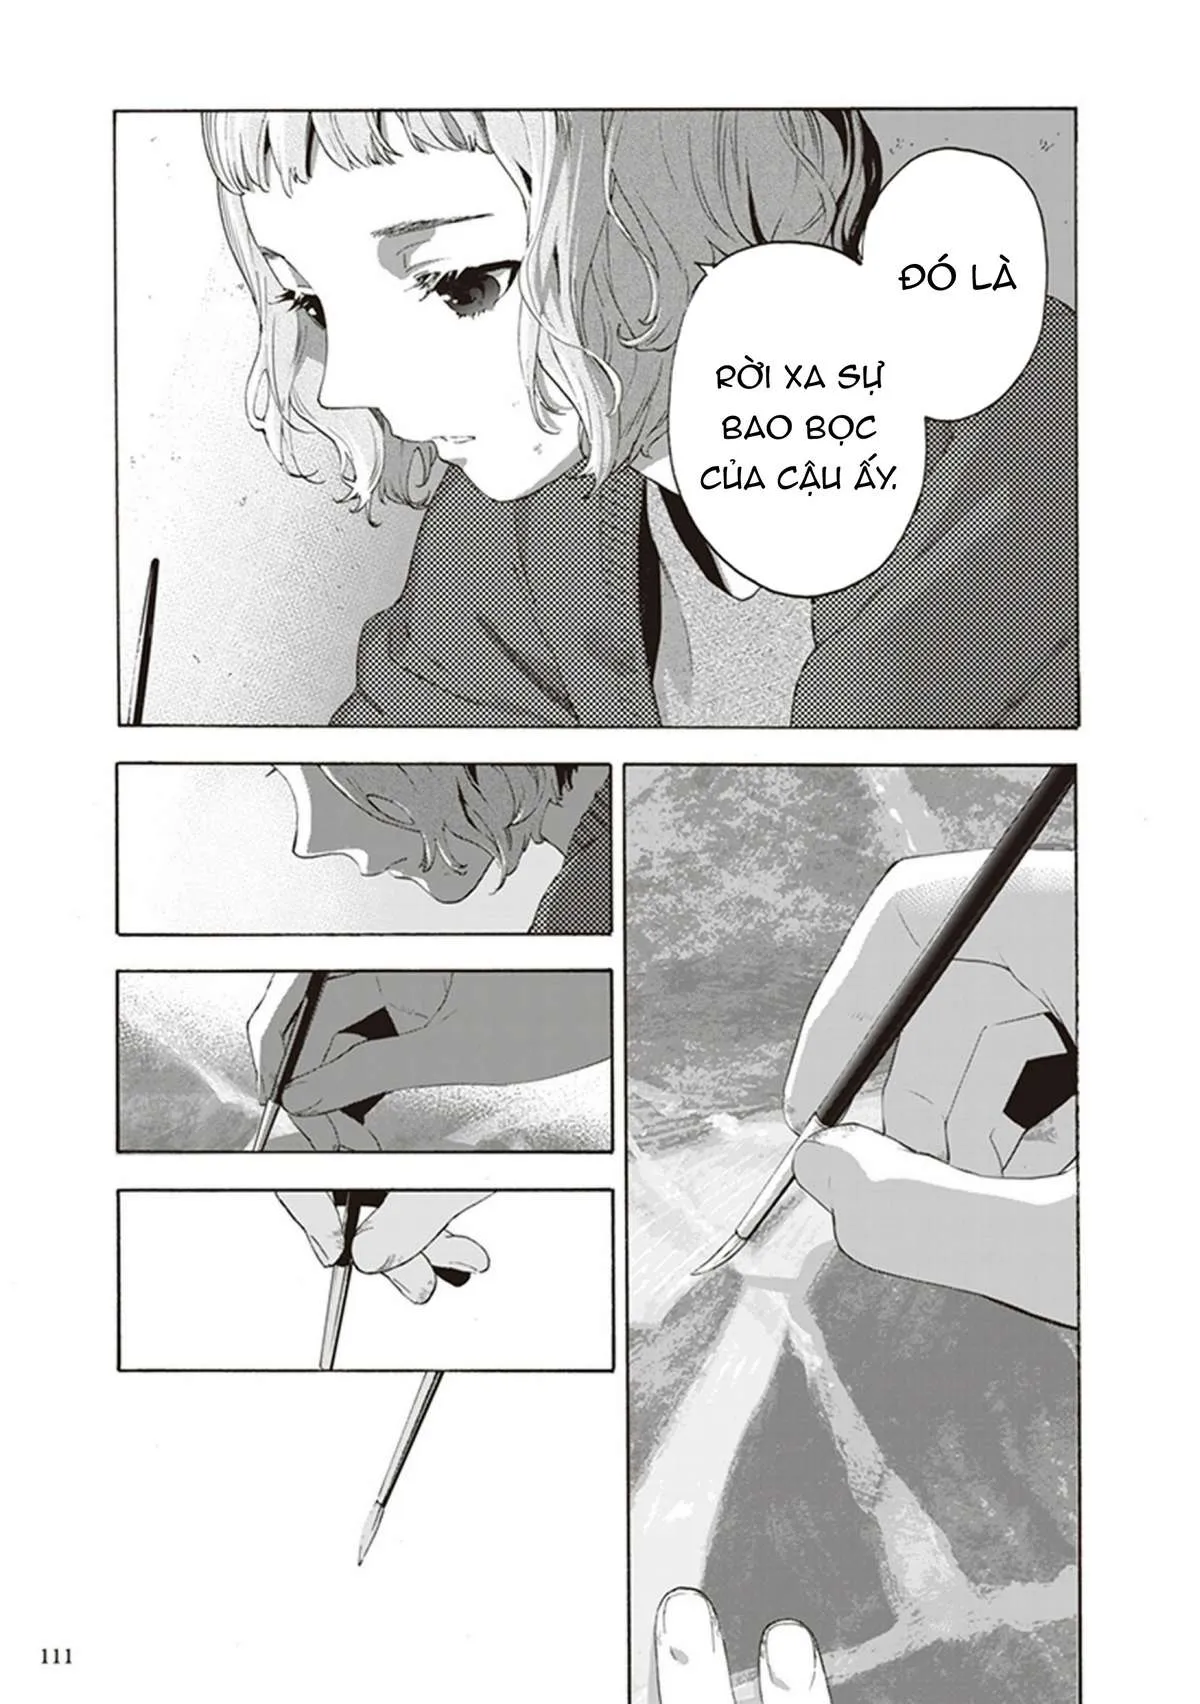 ĐÓ LÀ
RỜI XA SỰ
BAO BỌC
CỦA CẬU ẤY.
111